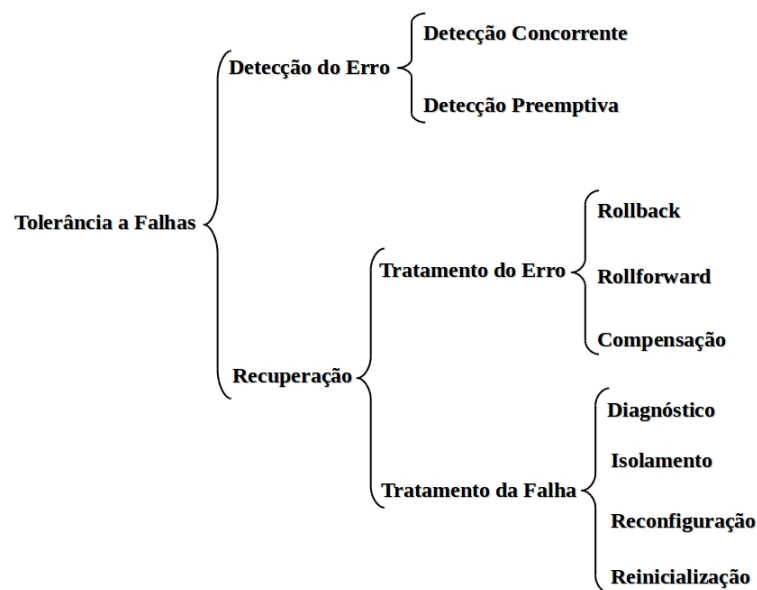 Tolerância a Falhas
Detecção do Erro
Detecção Concorrente
Detecção Preemptiva
Recuperação
Tratamento do Erro
Rollback
Rollforward
Compensação
Tratamento da Falha
Diagnóstico
Isolamento
Reconfiguração
Reinicialização